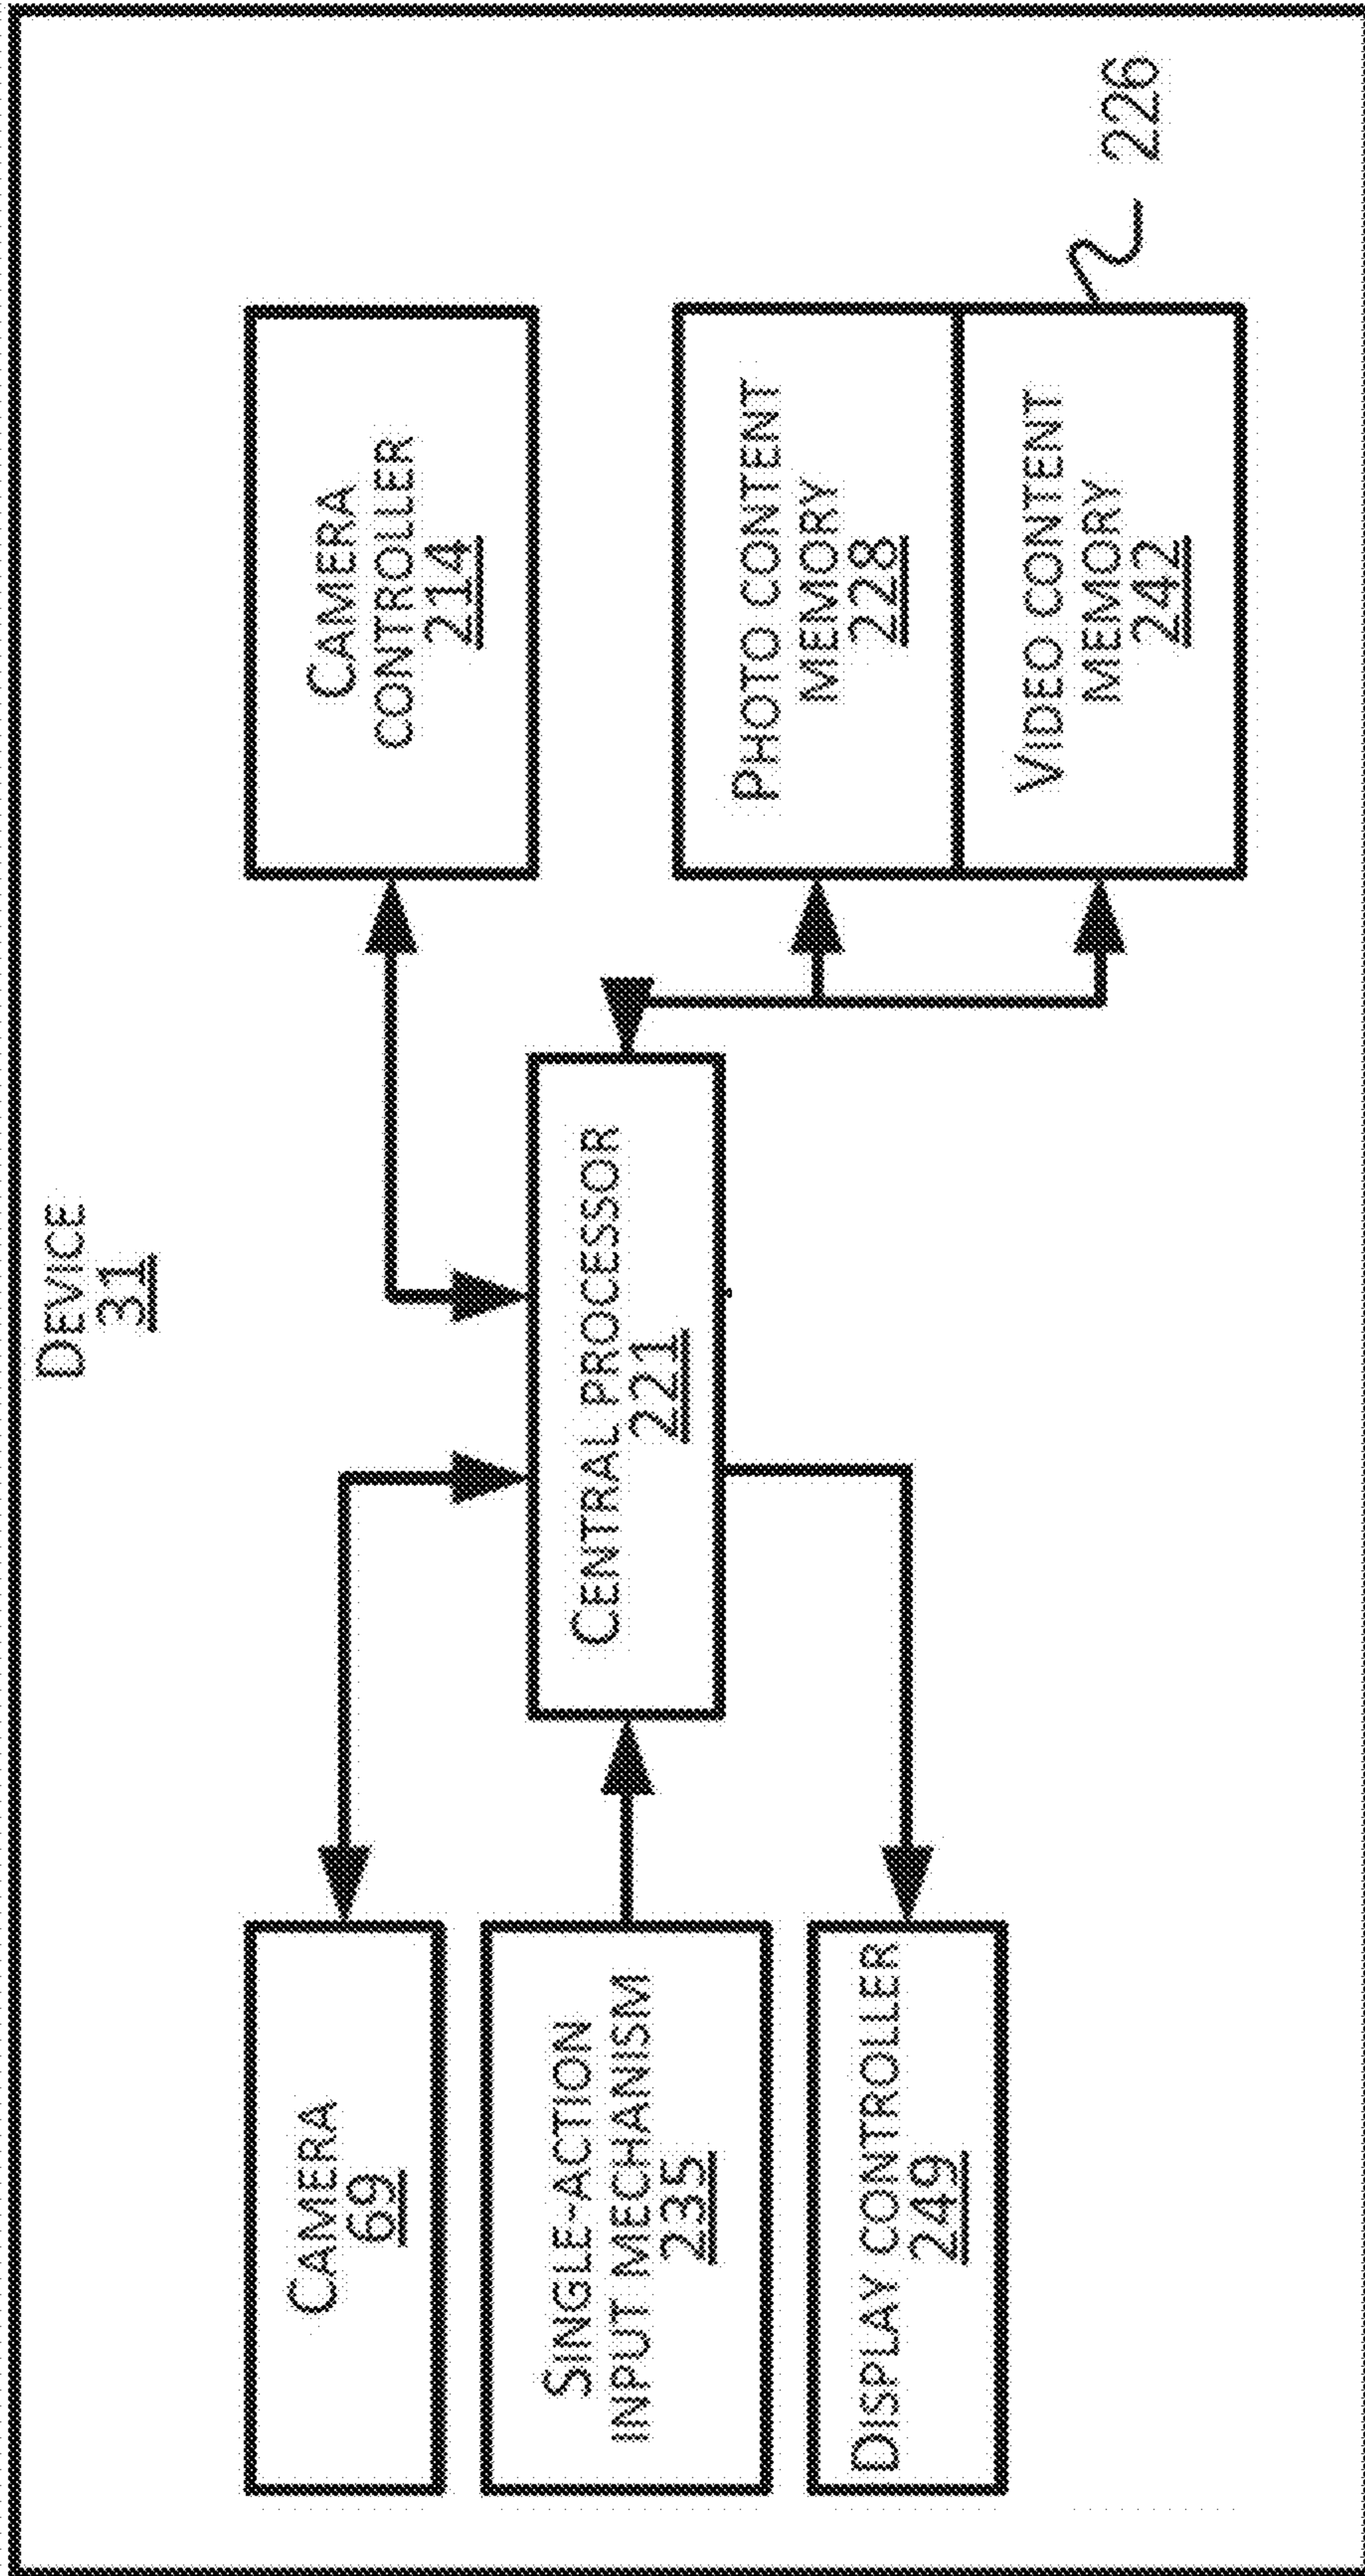 DEVICE
31
CAMERA
69
SINGLE-ACTION
INPUT MECHANISM
235
DISPLAY CONTROLLER
249
CENTRAL PROCESSOR
221
CAMERA
CONTROLLER
214
PHOTO CONTENT
MEMORY
228
VIDEO CONTENT
MEMORY
242
226